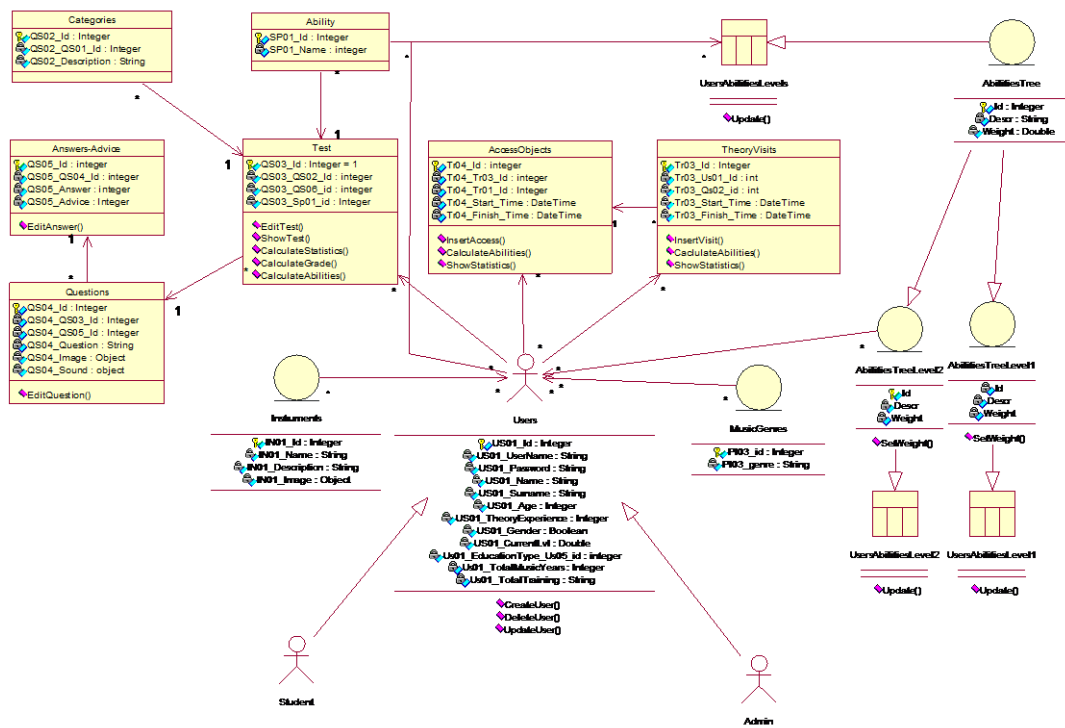 Categories
QS02_Id : Integer
QS02_QS01_Id : Integer
QS02_Description : String
Ability
SP01_Id : Integer
SP01_Name : integer
UsersAbilitiesLevels
Update()
AbilitiesTree
Id : Integer
Descr : String
Weight : Double
Answers-Advice
QS05_Id : integer
QS05_QS04_Id : integer
QS05_Answer : integer
QS05_Advice : Integer
EditAnswer()
Test
QS03_Id : Integer = 1
QS03_QS02_Id : integer
QS03_QS06_id : integer
QS03_Sp01_id : Integer
EditTest()
ShowTest()
CalculateStatistics()
CalculateGrade()
CalculateAbilities()
AccessObjects
Tr04_Id : integer
Tr04_Tr03_Id : integer
Tr04_Tr01_Id : Integer
Tr04_Start_Time : DateTime
Tr04_Finish_Time : DateTime
InsertAccess()
CalculateAbilities()
ShowStatistics()
TheoryVisits
Tr03_Id : Integer
Tr03_Us01_Id : int
Tr03_Qs02_id : int
Tr03_Start_Time : DateTime
Tr03_Finish_Time : DateTime
InsertVisit()
CaclulateAbilities()
ShowStatistics()
Questions
QS04_Id : Integer
QS04_QS03_Id : Integer
QS04_QS05_Id : Integer
QS04_Question : String
QS04_Image : Object
QS04_Sound : object
EditQuestion()
Instruments
IN01_Id : Integer
IN01_Name : String
IN01_Description : String
IN01_Image : Object
Users
US01_Id : Integer
US01_UserName : String
US01_Password : String
US01_Name : String
US01_Surname : String
US01_Age : Integer
US01_TheoryExperience : Integer
US01_Gender : Boolean
US01_CurrentLvl : Double
Us01_EducationType_Us05_id : integer
Us01_TotalMusicYears : Integer
Us01_TotalTraining : String
CreateUser()
DeleteUser()
UpdateUser()
MusicGenres
PI03_id : Integer
PI03_genre : String
AbilitiesTreeLevel2
Id
Descr
Weight
SetWeight()
AbilitiesTreeLevel1
Id
Descr
Weight
SetWeight()
UsersAbilitiesLevel2
Update()
UsersAbilitiesLevel1
Update()
Student
Admin
*
*
*
*
*
1
1
1
*
*
1
1
*
*
*
*
*
*
*
*
*
*
*
*
*